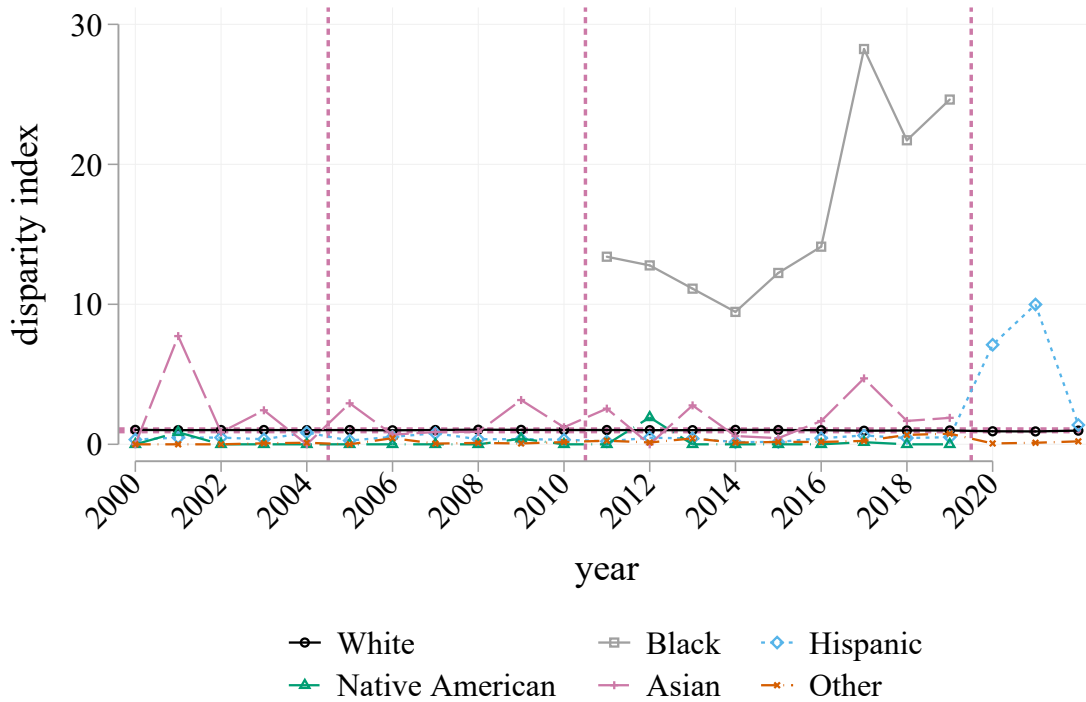 30
20
10
0
disparity index
2000 2002 2004 2006 2008 2010 2012 2014 2016 2018 2020
year
White Black Hispanic
Native American Asian Other